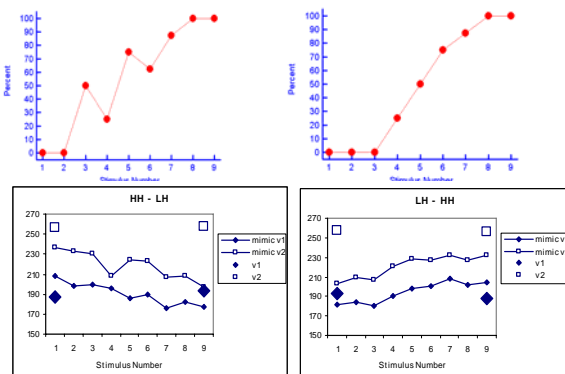 100
90
80
70
60
50
40
30
20
10
0
Percent
1 2 3 4 5 6 7 8 9
Stimulus Number
100
90
80
70
60
50
40
30
20
10
0
Percent
1 2 3 4 5 6 7 8 9
Stimulus Number
HH - LH
270
250
230
210
190
170
150
1 2 3 4 5 6 7 8 9
Stimulus Number
mimic v1
mimic v2
v1
v2
LH - HH
270
250
230
210
190
170
150
1 2 3 4 5 6 7 8 9
Stimulus Number
mimic v
mimic v
v1
v2